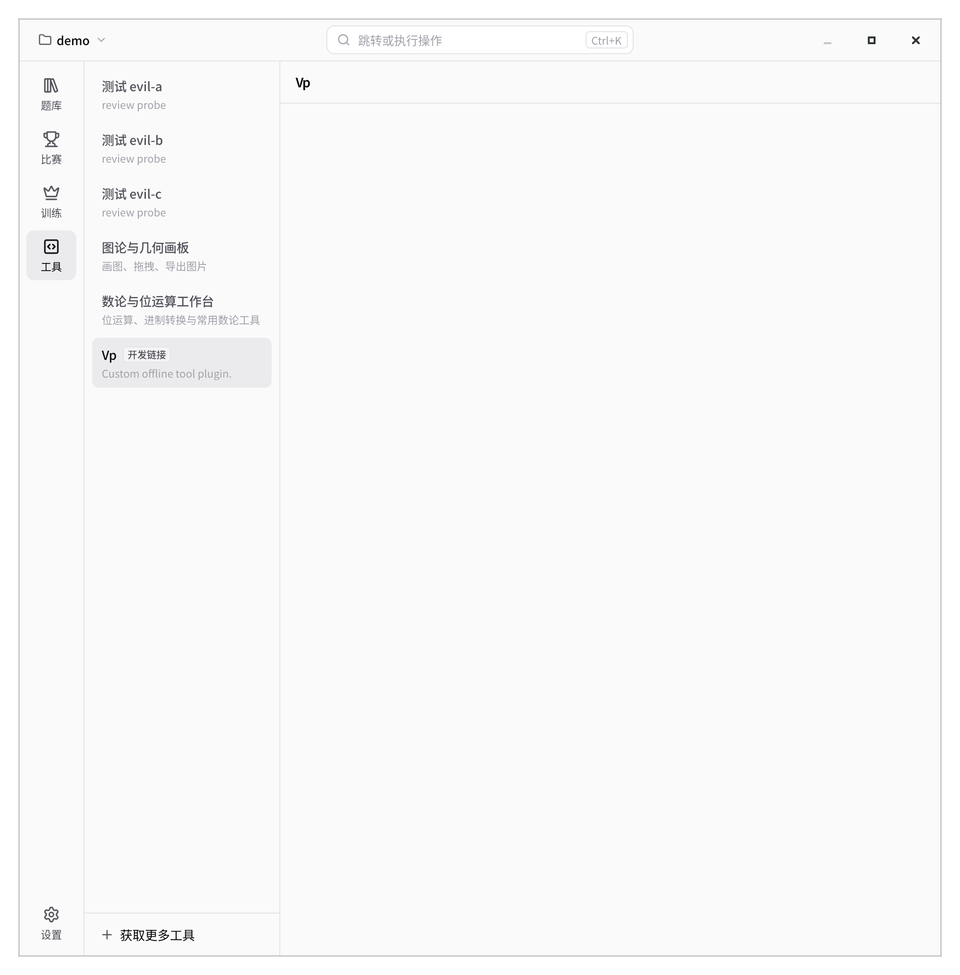 demo
跳转或执行操作
Ctrl+K
题库
比赛
训练
工具
设置
测试 evil-a
review probe
测试 evil-b
review probe
测试 evil-c
review probe
图论与几何画板
画图、拖拽、导出图片
数论与位运算工作台
位运算、进制转换与常用数论工具
Vp 开发链接
Custom offline tool plugin.
获取更多工具
Vp